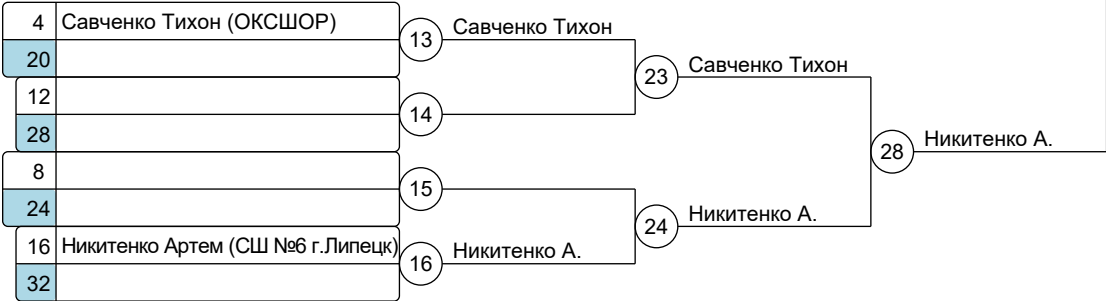 4 Савченко Тихон (ОКСШОР)
20
12
28
8
24
16 Никитенко Артем (СШ №6 г.Липецк)
32
13 Савченко Тихон
14
15
16 Никитенко А.
23 Савченко Тихон
24 Никитенко А.
28 Никитенко А.